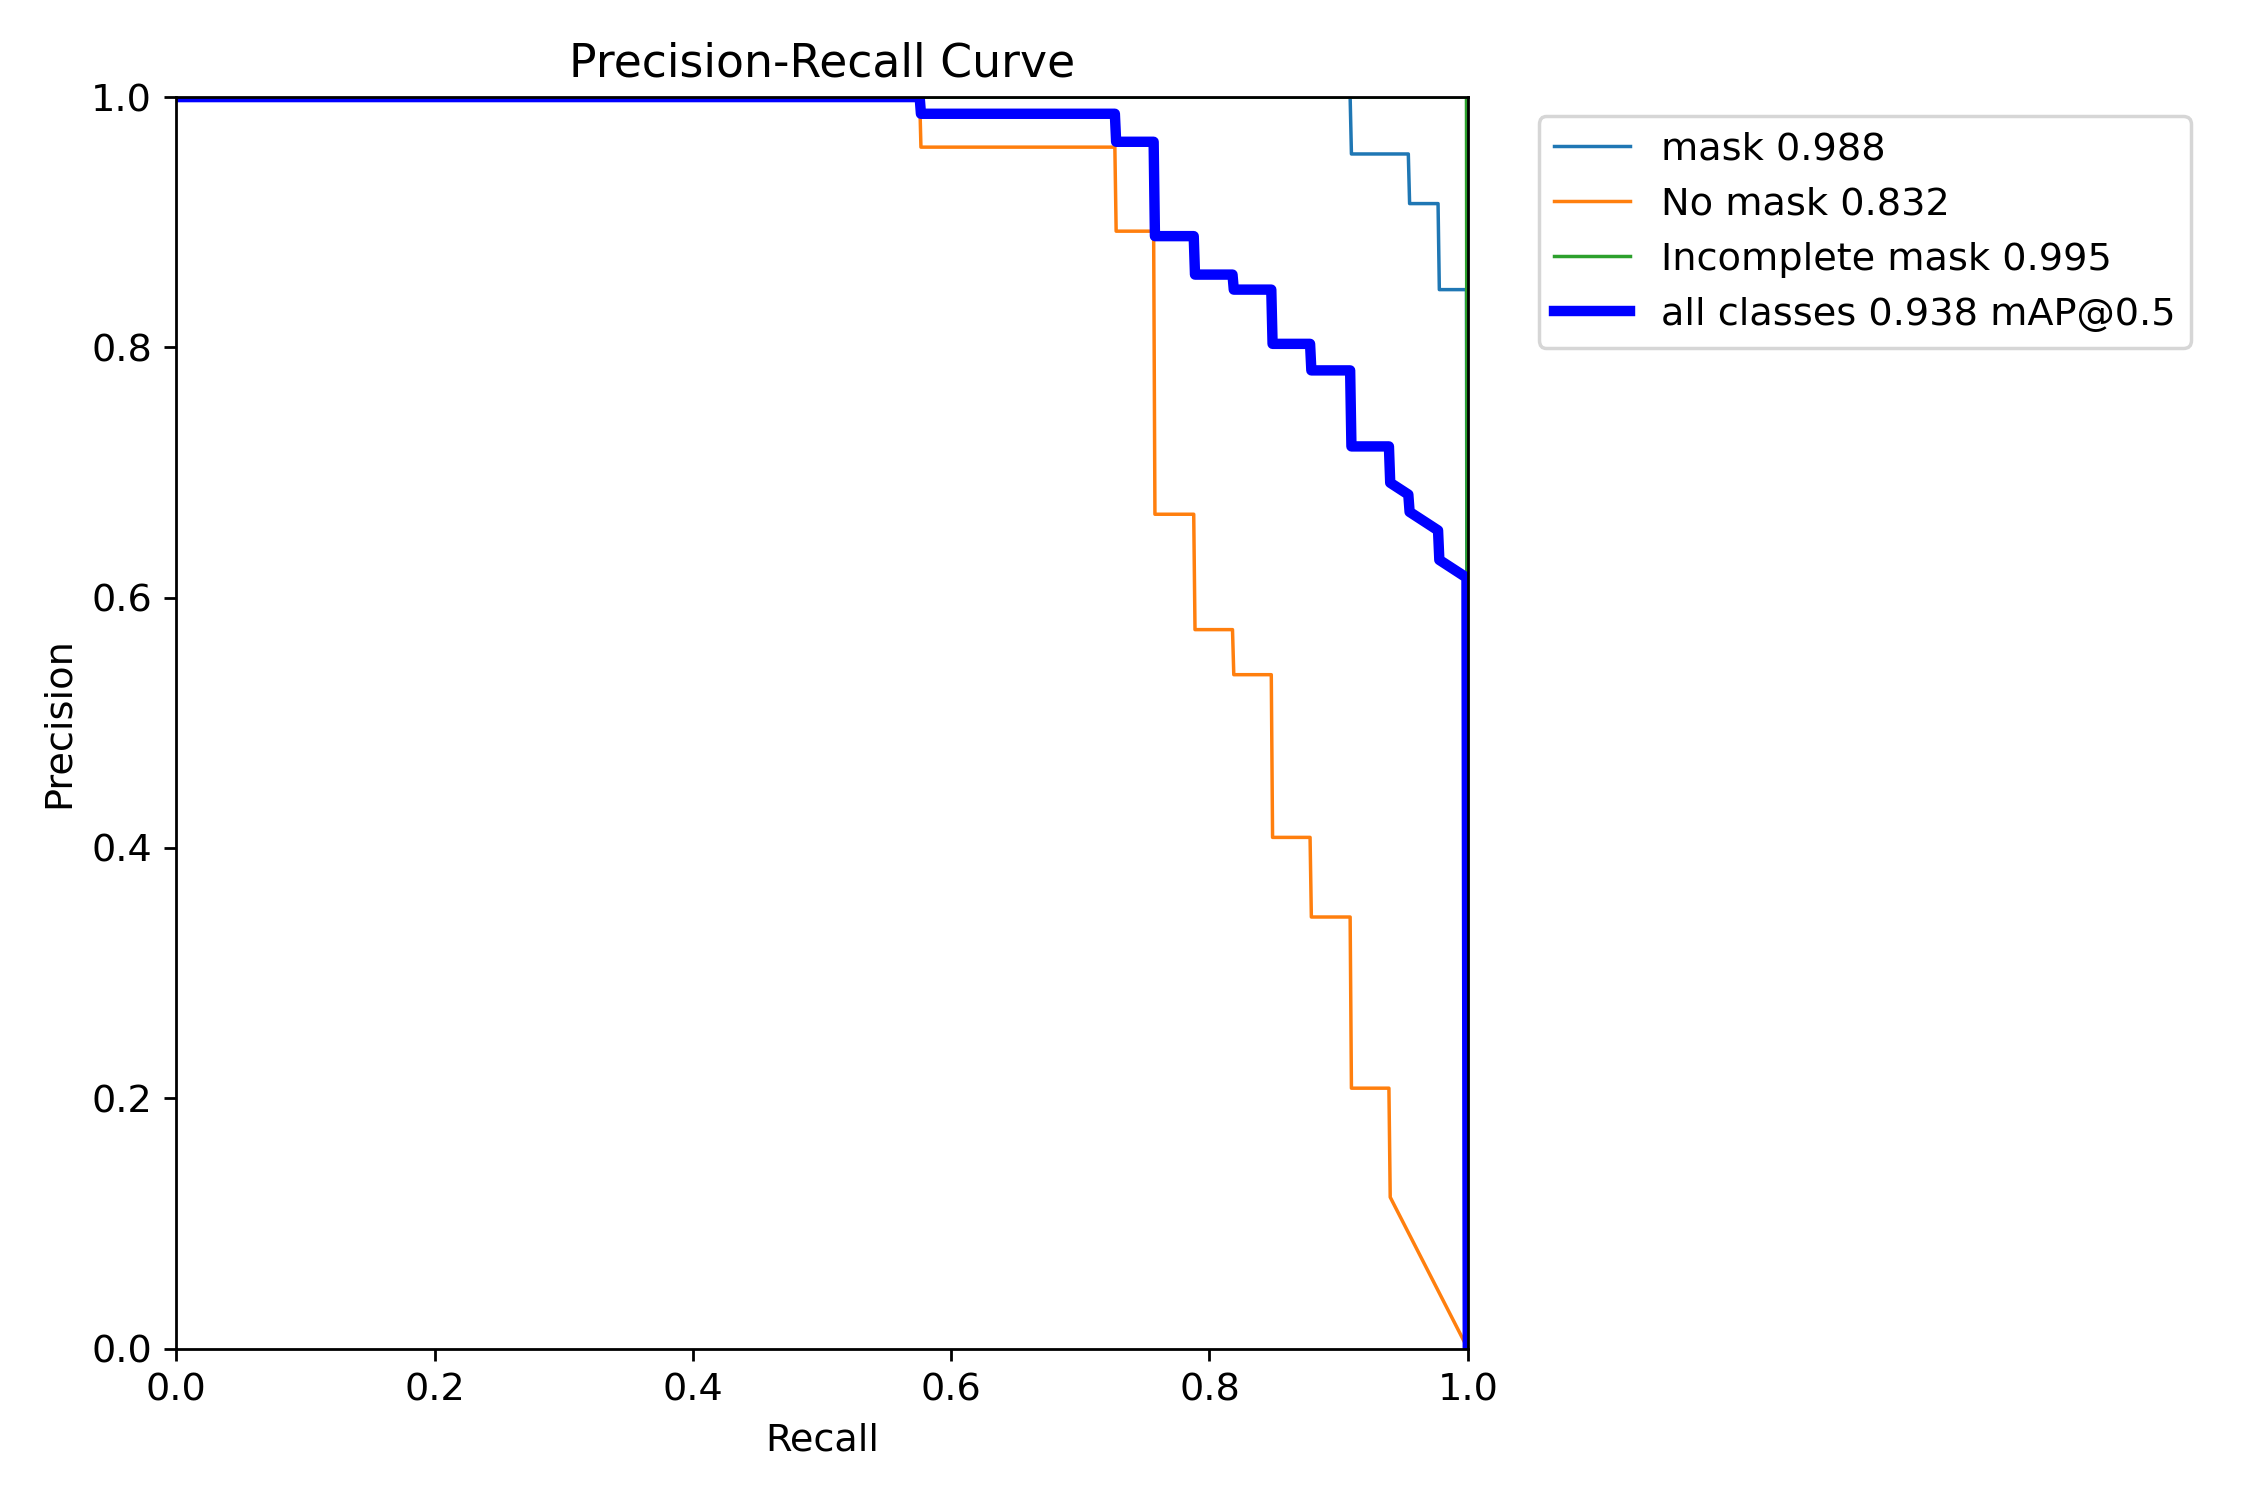 Precision-Recall Curve
1.0
0.8
0.6
0.4
0.2
0.0
Precision
0.0 0.2 0.4 0.6 0.8 1.0
Recall
mask 0.988
No mask 0.832
Incomplete mask 0.995
all classes 0.938 mAP@0.5